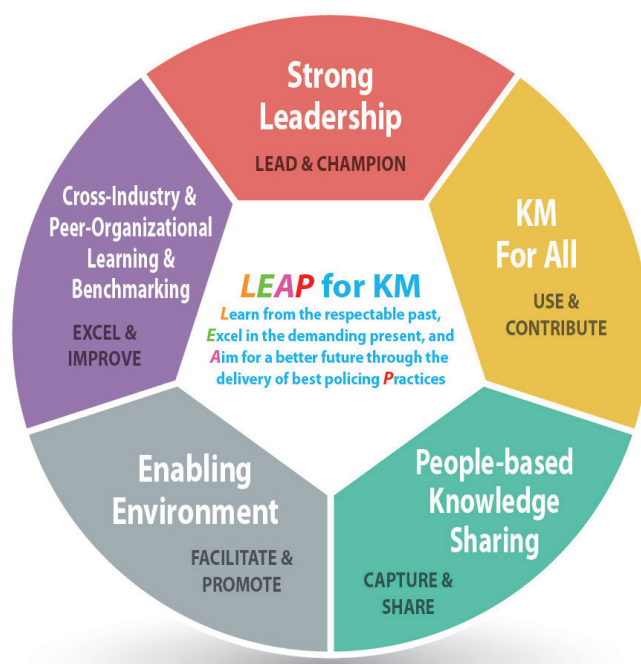 Strong
Leadership
LEAD & CHAMPION
KM
For All
USE &
CONTRIBUTE
People-based
Knowledge
Sharing
CAPTURE &
SHARE
Enabling
Environment
FACILITATE &
PROMOTE
Cross-Industry &
Peer-Organizational
Learning &
Benchmarking
EXCEL &
IMPROVE
LEAP for KM
Learn from the respectable past,
Excel in the demanding present, and
Aim for a better future through the
delivery of best policing Practices